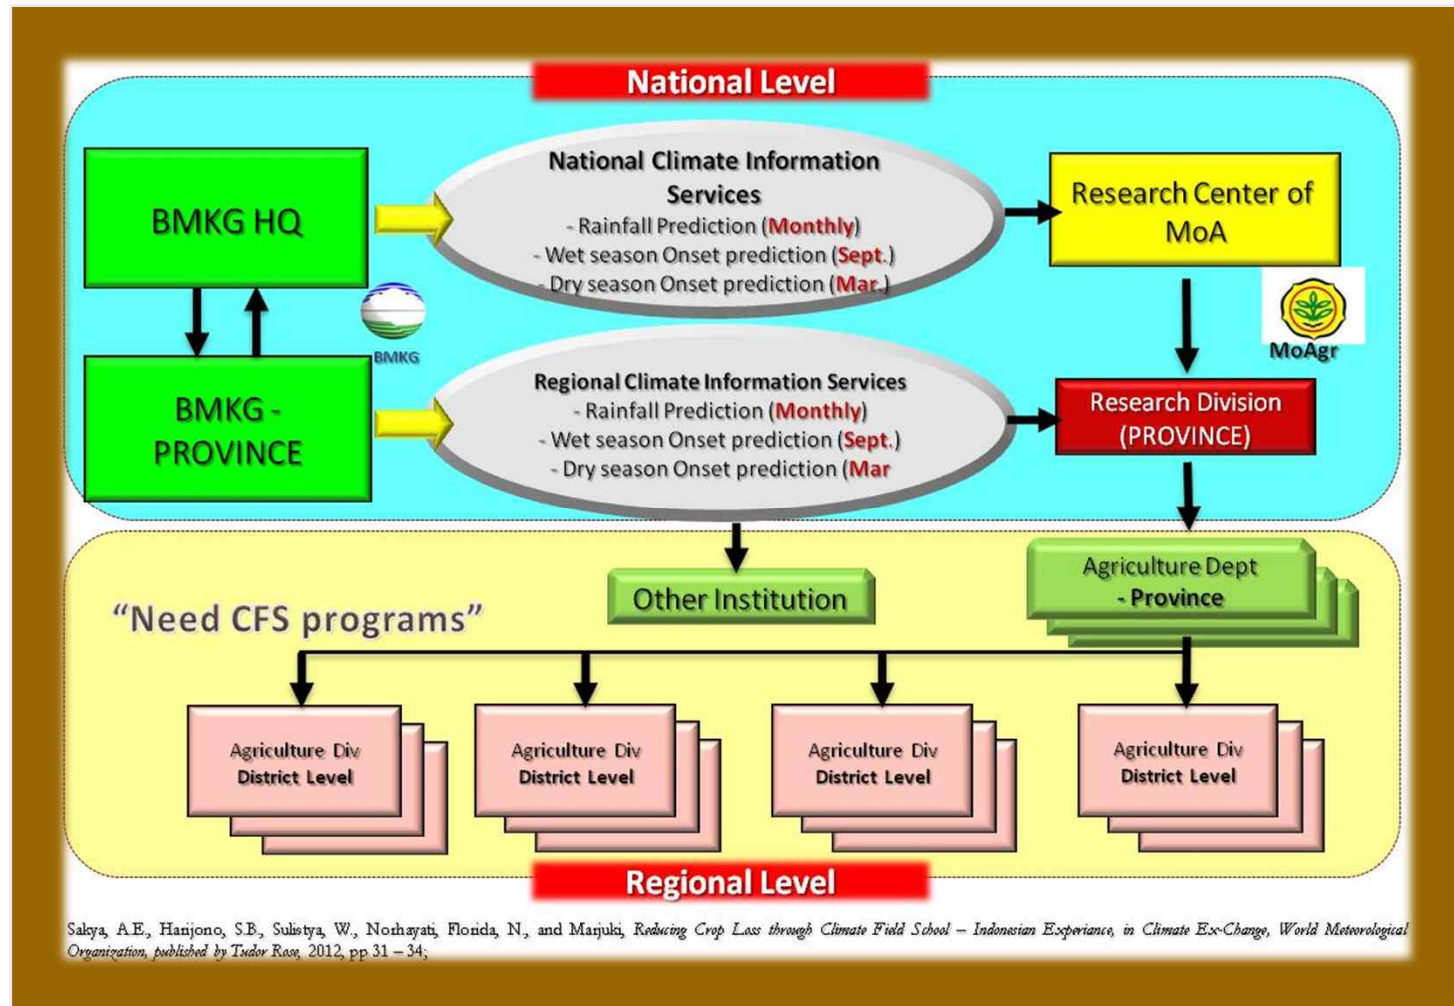 National Level
BMKG HQ
National Climate Information
Services
- Rainfall Prediction (Monthly)
- Wet season Onset prediction (Sept.)
- Dry season Onset prediction (Mar.)
Research Center of
MoA
BMKG
MoAgr
BMKG -
PROVINCE
Regional Climate Information Services
- Rainfall Prediction (Monthly)
- Wet season Onset prediction (Sept.)
- Dry season Onset prediction (Mar
Research Division
(PROVINCE)
"Need CFS programs"
Other Institution
Agriculture Dept
- Province
Agriculture Div
District Level
Agriculture Div
District Level
Agriculture Div
District Level
Agriculture Div
District Level
Regional Level
Sakya, A.E., Harijono, S.B., Sulistya, W., Norhayati, Florida, N., and Marjuki, Reducing Crop Loss through Climate Field School – Indonesian Experiance, in Climate Ex-Change, World Meteorological
Organization, published by Tudor Rose, 2012, pp 31 – 34;